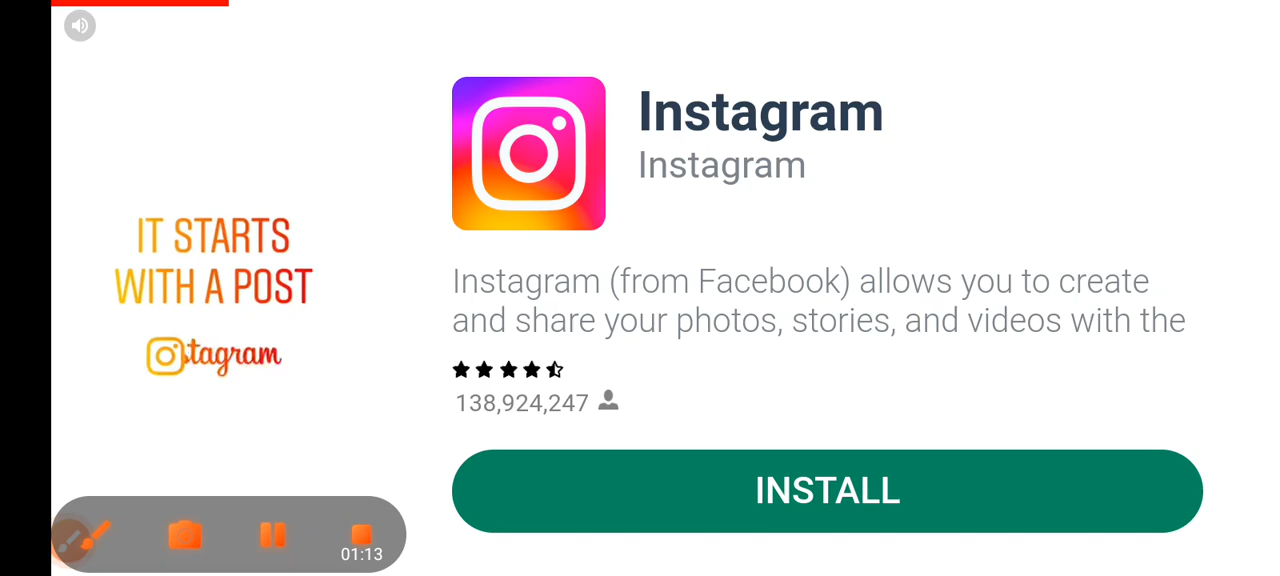 Instagram
Instagram
IT STARTS
WITH A POST
Instagram (from Facebook) allows you to create
and share your photos, stories, and videos with the
tagram
138,924,247
INSTALL
01:13